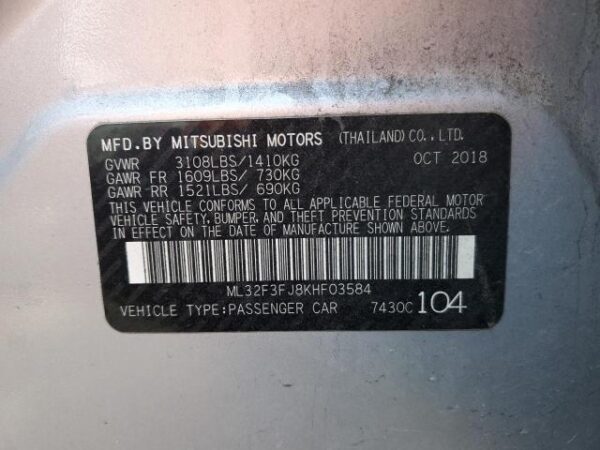 MFD.BY MITSUBISHI MOTORS (THAILAND) CO., LTD.
GVWR 3108LBS/1410KG OCT 2018
GAWR FR 1609LBS/ 730KG
GAWR RR 1521LBS/ 690KG
THIS VEHICLE CONFORMS TO ALL APPLICABLE FEDERAL MOTOR
VEHICLE SAFETY, BUMPER, AND THEFT PREVENTION STANDARDS
IN EFFECT ON THE DATE OF MANUFACTURE SHOWN ABOVE.
ML32F3FJ8KHF03584
VEHICLE TYPE:PASSENGER CAR 7430C 104